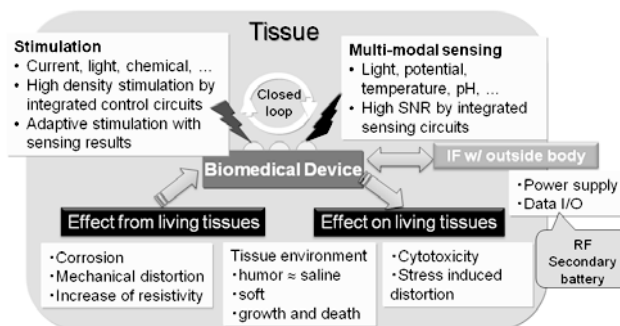 Tissue
Stimulation
• Current, light, chemical, …
• High density stimulation by
integrated control circuits
• Adaptive stimulation with
sensing results
Closed
loop
Multi-modal sensing
• Light, potential,
temperature, pH, …
• High SNR by integrated
sensing circuits
Biomedical Device
IF w/ outside body
• Power supply
• Data I/O
RF
Secondary
battery
Effect from living tissues
Effect on living tissues
•Corrosion
•Mechanical distortion
•Increase of resistivity
Tissue environment
•humor ≈ saline
•soft
•growth and death
•Cytotoxicity
•Stress induced
distortion